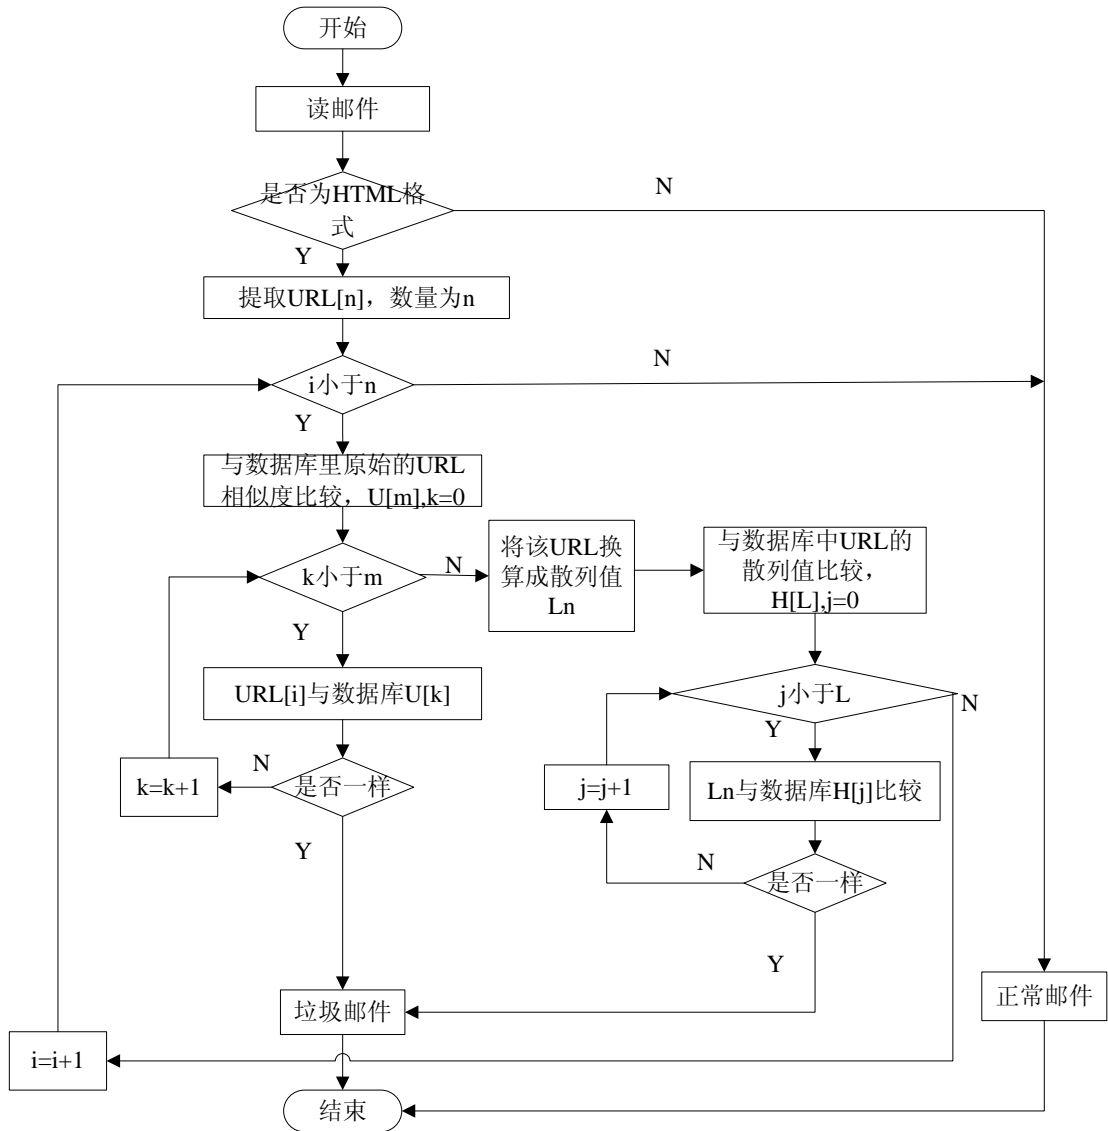 开始
读邮件
是否为HTML格
式
N
Y
提取URL[n]，数量为n
i小于n
N
Y
与数据库里原始的URL
相似度比较，U[m],k=0
k小于m
N
将该URL换
算成散列值
Ln
与数据库中URL的
散列值比较，
H[L],j=0
Y
URL[i]与数据库U[k]
j小于L
N
Y
k=k+1
N
是否一样
j=j+1
Ln与数据库H[j]比较
Y
N
是否一样
Y
垃圾邮件
正常邮件
i=i+1
结束